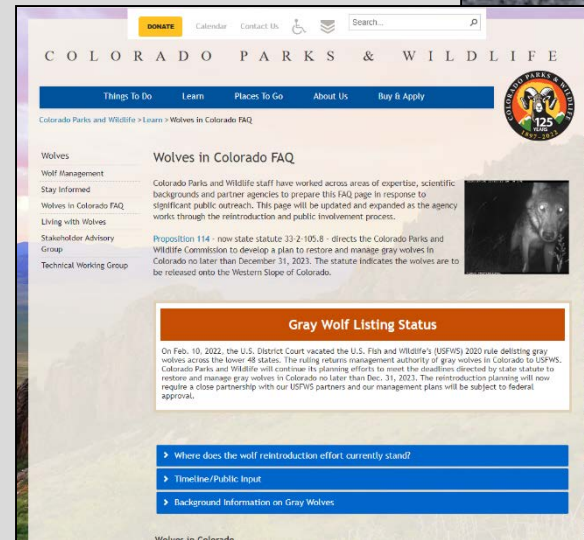 DONATE Calendar Contact Us Search...
COLORADO PARKS & WILDLIFE
Things To Do Learn Places To Go About Us Buy & Apply
COLORADO PARKS & WILDLIFE
125
YEARS
1897-2022
Colorado Parks and Wildlife > Learn > Wolves in Colorado FAQ
Wolves
Wolf Management
Stay Informed
Wolves in Colorado FAQ
Living with Wolves
Stakeholder Advisory
Group
Technical Working Group
Wolves in Colorado FAQ
Colorado Parks and Wildlife staff have worked across areas of expertise, scientific
backgrounds and partner agencies to prepare this FAQ page in response to
significant public outreach. This page will be updated and expanded as the agency
works through the reintroduction and public involvement process.
Proposition 114 - now state statute 33-2-105.8 - directs the Colorado Parks and
Wildlife Commission to develop a plan to restore and manage gray wolves in
Colorado no later than December 31, 2023. The statute indicates the wolves are to
be released onto the Western Slope of Colorado.
Gray Wolf Listing Status
On Feb. 10, 2022, the U.S. District Court vacated the U.S. Fish and Wildlife's (USFWS) 2020 rule delisting gray
wolves across the lower 48 states. The ruling returns management authority of gray wolves in Colorado to USFWS.
Colorado Parks and Wildlife will continue its planning efforts to meet the deadlines directed by state statute to
restore and manage gray wolves in Colorado no later than Dec. 31, 2023. The reintroduction planning will now
require a close partnership with our USFWS partners and our management plans will be subject to federal
approval.
Where does the wolf reintroduction effort currently stand?
Timeline/Public Input
Background Information on Gray Wolves
Wolves in Colorado